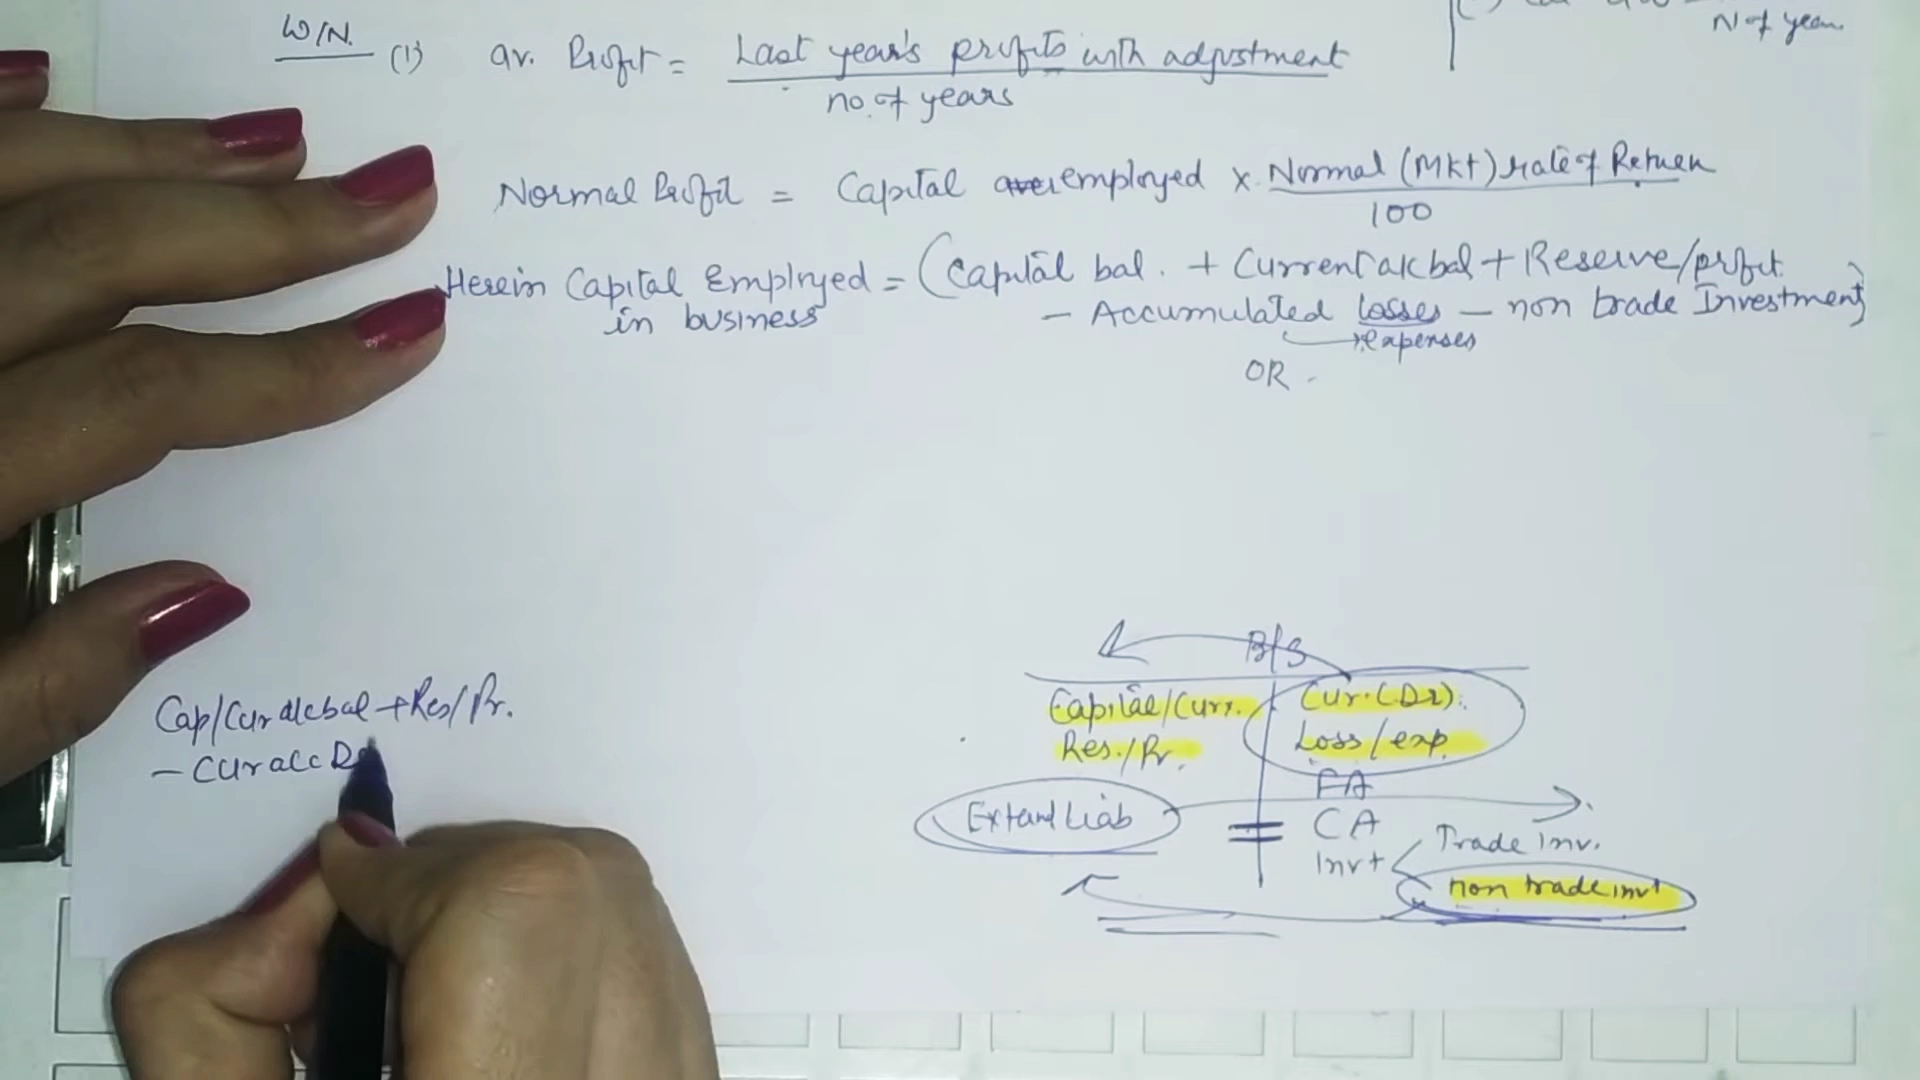 W/N. (1) av. Profit = Last year's profits with adjustment
no. of years
N of year
Normal Profit = Capital employed x Normal (Mkt) rate of Return
100
Herein Capital Employed = (Capital bal. + Current a/c bal + Reserve/profit
in business
- Accumulated losses - non trade Investment)
expenses
OR
B/S
Cap/Cur a/c bal + Res/Pr.
- Cur acc D
Capital/Curr.
Res./Pr.
Cur.(Dr).
Loss/exp.
FA
Liab
CA
Invt
Trade Inv.
non trade invt